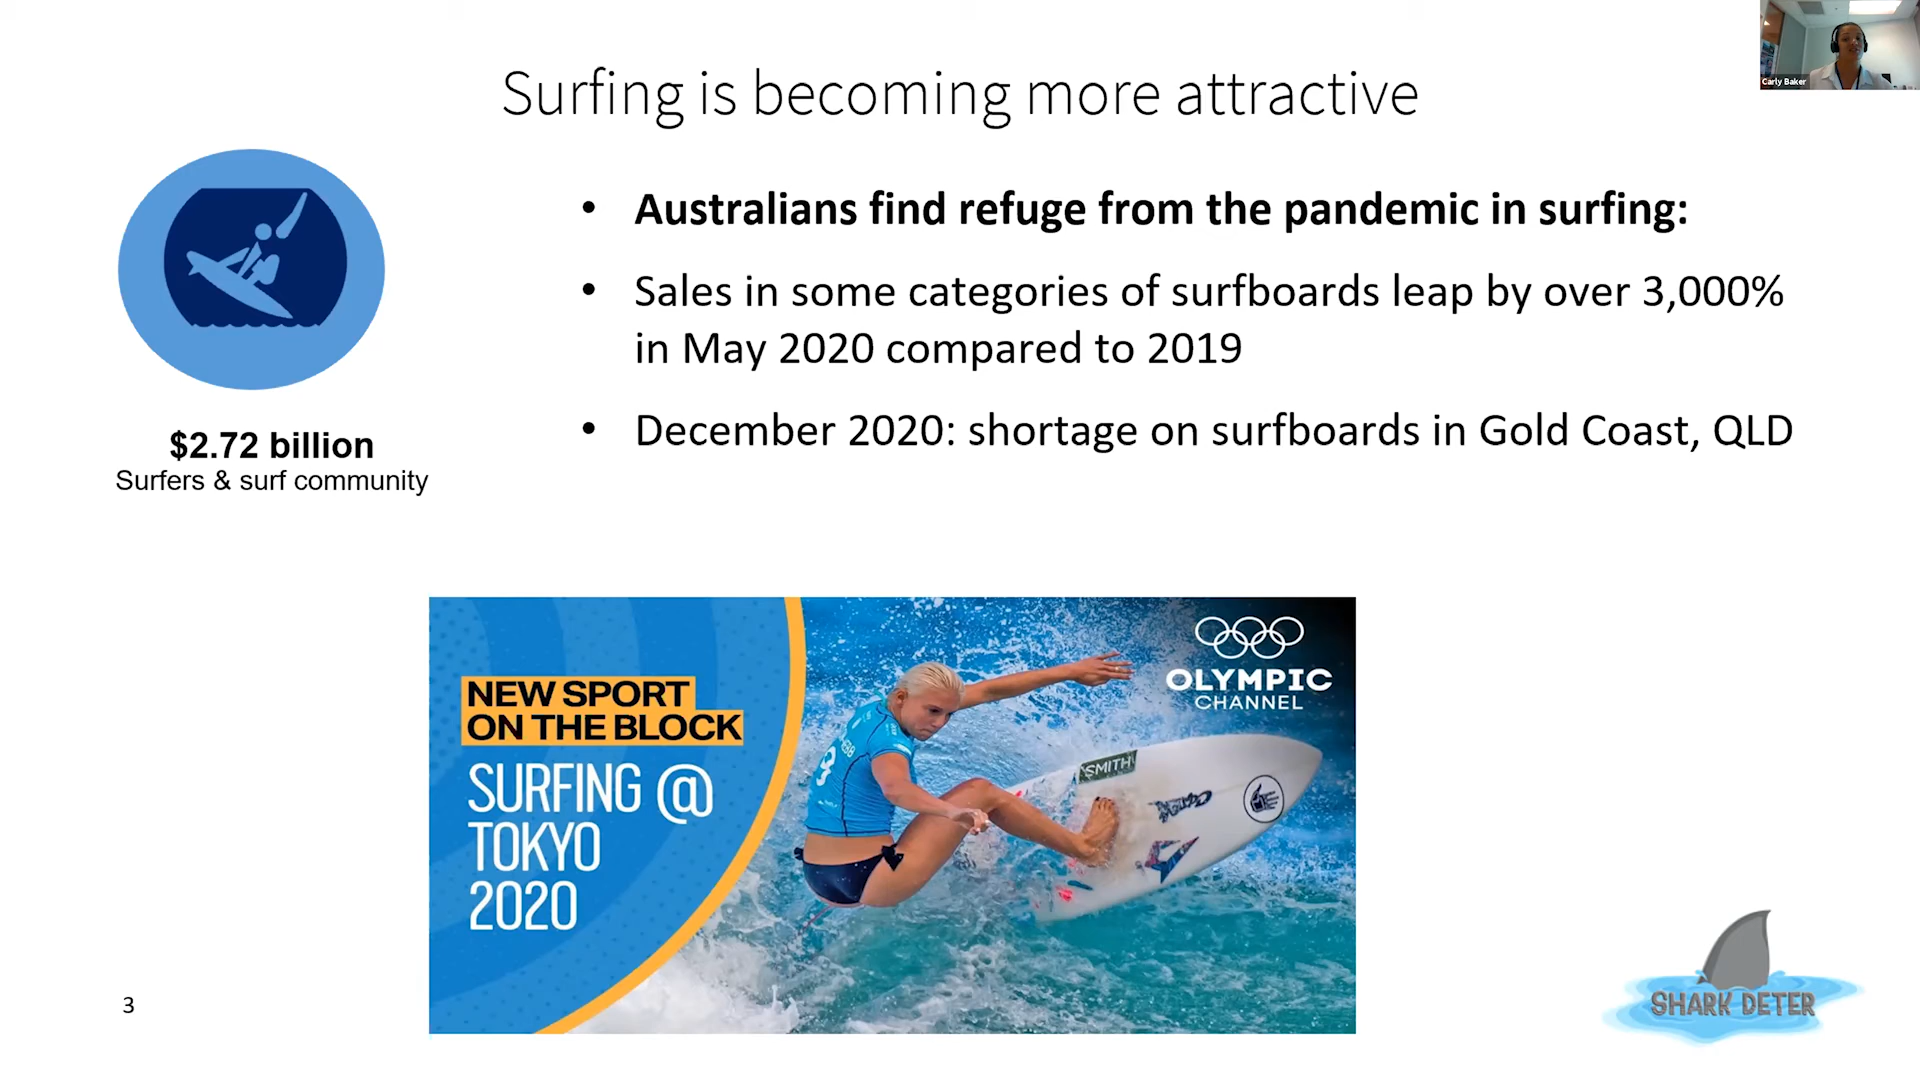 Surfing is becoming more attractive
Carly Baker
• Australians find refuge from the pandemic in surfing:
• Sales in some categories of surfboards leap by over 3,000%
in May 2020 compared to 2019
• December 2020: shortage on surfboards in Gold Coast, QLD
$2.72 billion
Surfers & surf community
NEW SPORT
ON THE BLOCK
SURFING @
TOKYO
2020
OLYMPIC
CHANNEL
SMITH
3
SHARK DETER